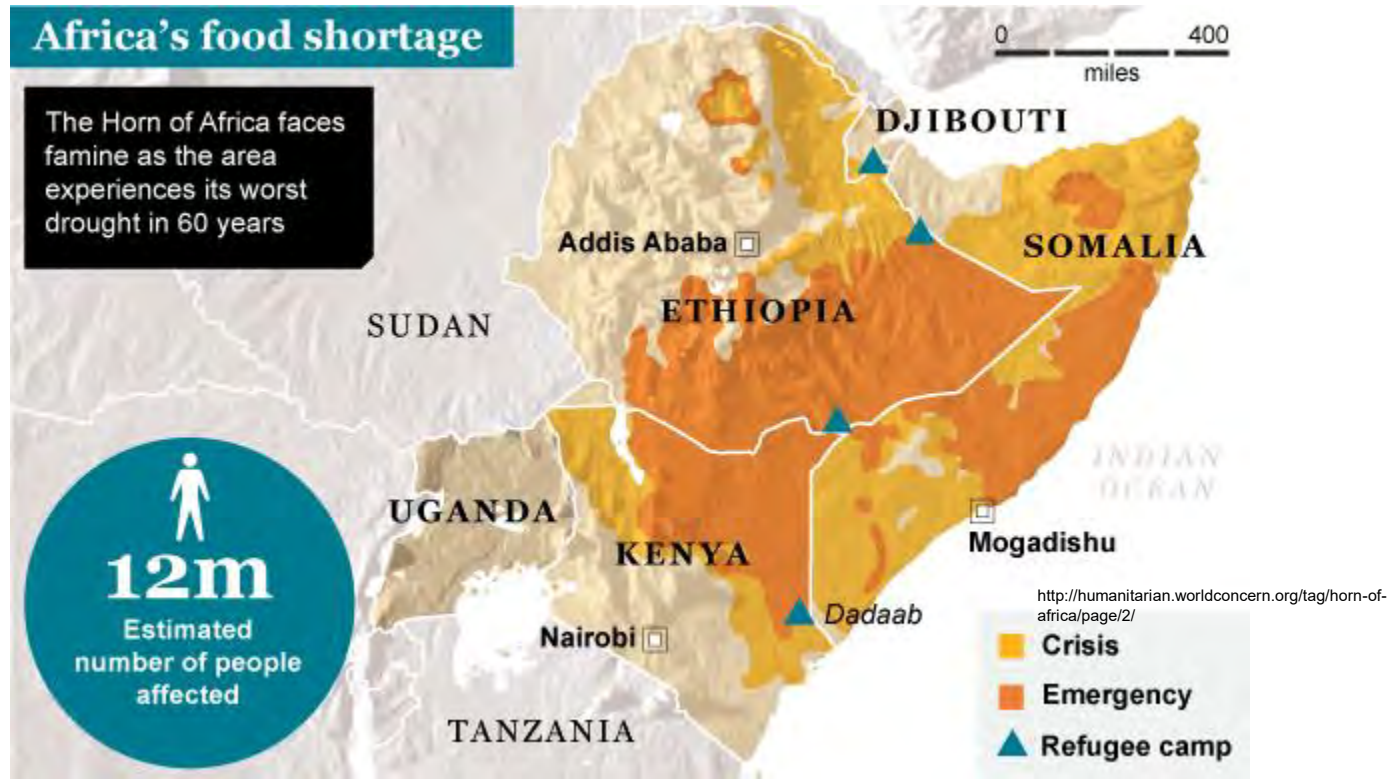 Africa's food shortage
The Horn of Africa faces
famine as the area
experiences its worst
drought in 60 years
0 400
miles
DJIBOUTI
SOMALIA
Addis Ababa
ETHIOPIA
SUDAN
INDIAN
OCEAN
UGANDA
KENYA
Mogadishu
Dadaab
Nairobi
TANZANIA
12m
Estimated
number of people
affected
http://humanitarian.worldconcern.org/tag/horn-of-
africa/page/2/
Crisis
Emergency
Refugee camp